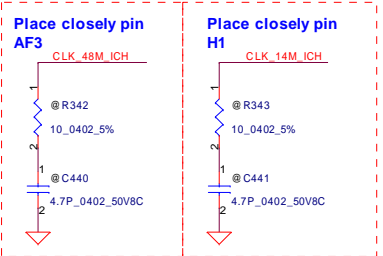 Place closely pin
AF3
CLK_48M_ICH
1
@R342
10_0402_5%
2
1
@C440
4.7P_0402_50V8C
2
Place closely pin
H1
CLK_14M_ICH
1
@R343
10_0402_5%
2
1
@C441
4.7P_0402_50V8C
2